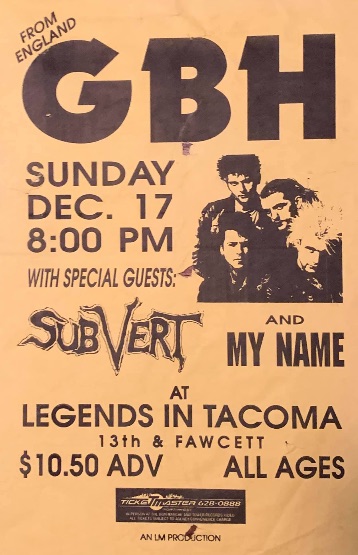 FROM
ENGLAND
GBH
SUNDAY
DEC. 17
8:00 PM
WITH SPECIAL GUESTS:
SUBVERT
AND
MY NAME
AT
LEGENDS IN TACOMA
13th & FAWCETT
$10.50 ADV ALL AGES
TICKETMASTER 628-0888
AN LM PRODUCTION